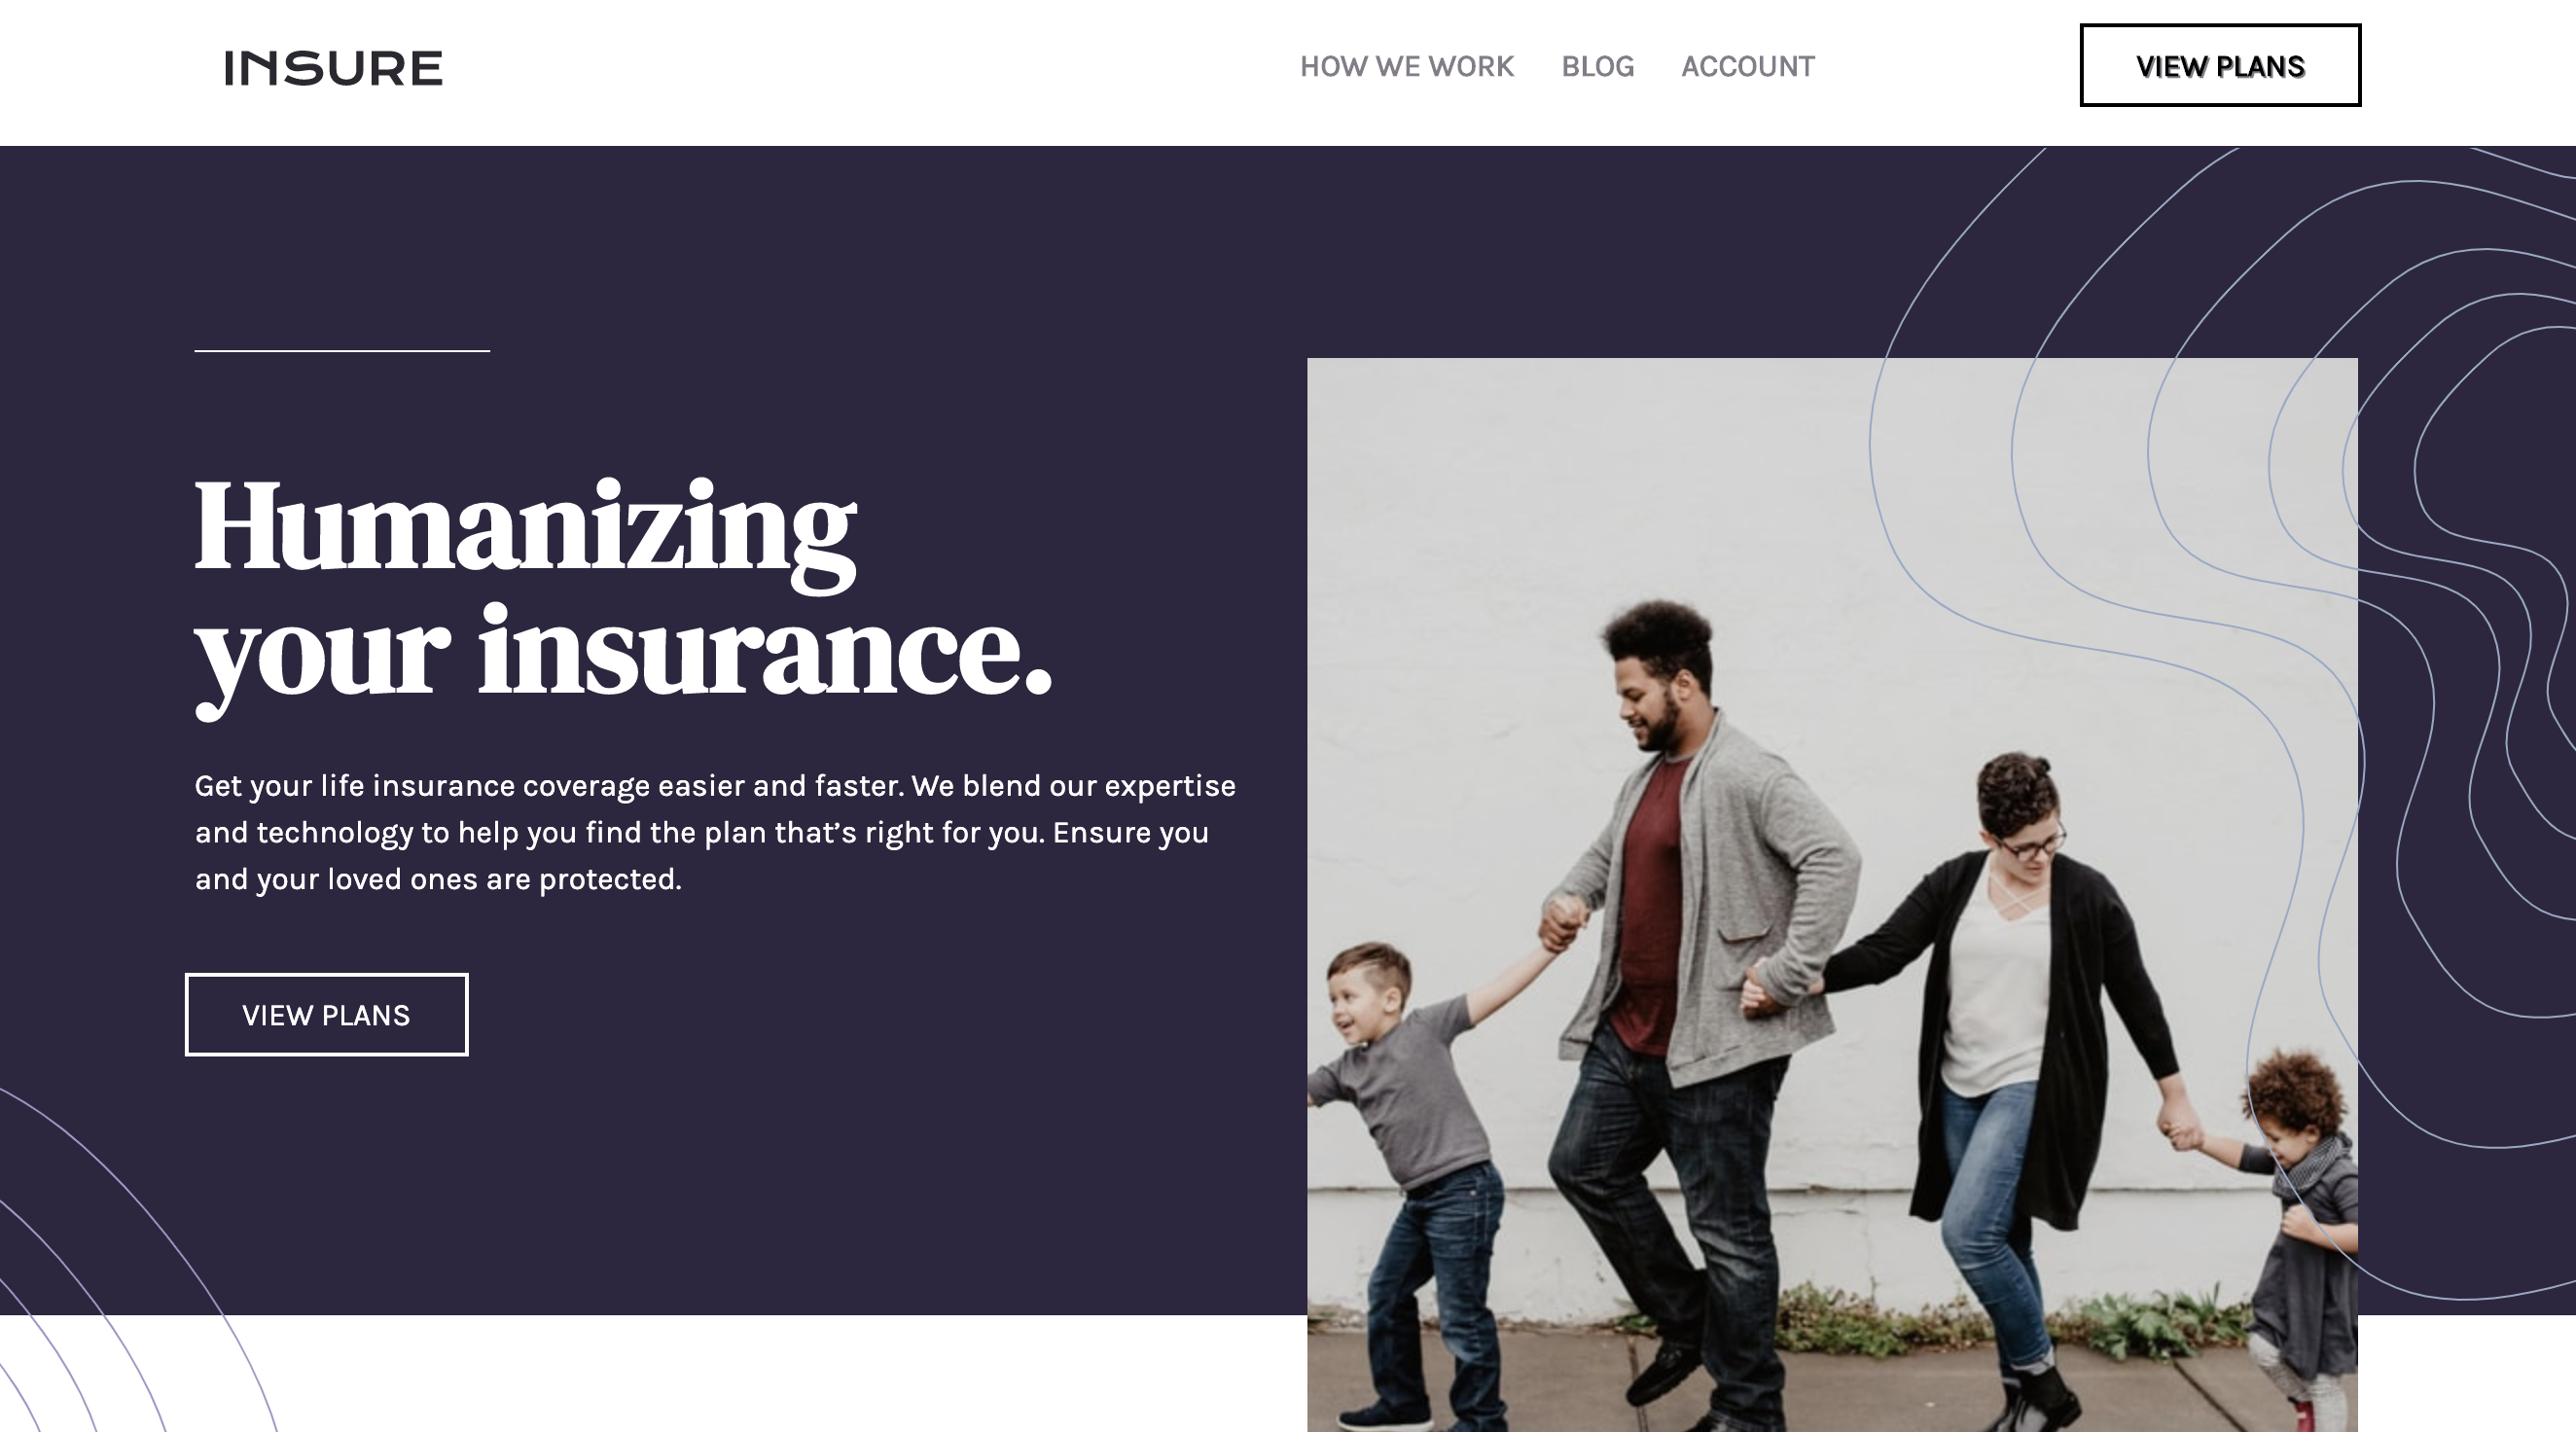 INSURE
HOW WE WORK BLOG ACCOUNT
VIEW PLANS
Humanizing
your insurance.
Get your life insurance coverage easier and faster. We blend our expertise
and technology to help you find the plan that’s right for you. Ensure you
and your loved ones are protected.
VIEW PLANS